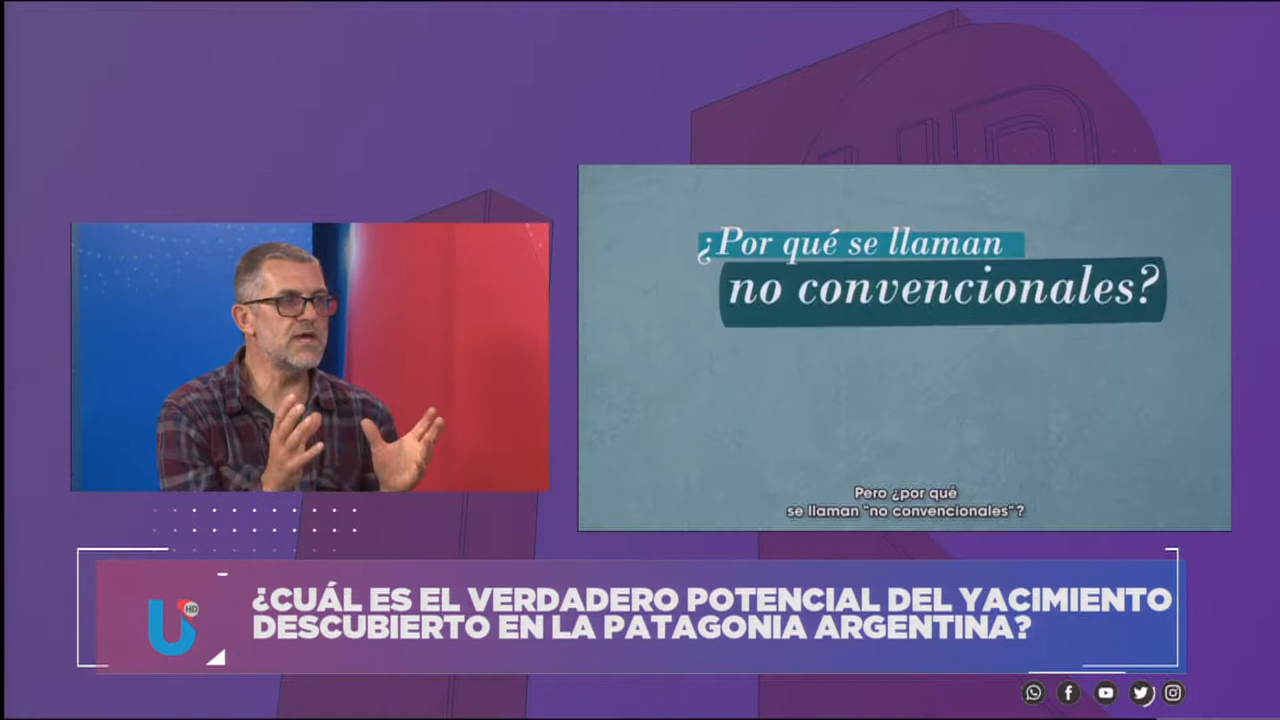 ¿Por qué se llaman
no convencionales?
Pero ¿por qué
se llaman "no convencionales"?
U HD
¿CUÁL ES EL VERDADERO POTENCIAL DEL YACIMIENTO
DESCUBIERTO EN LA PATAGONIA ARGENTINA?